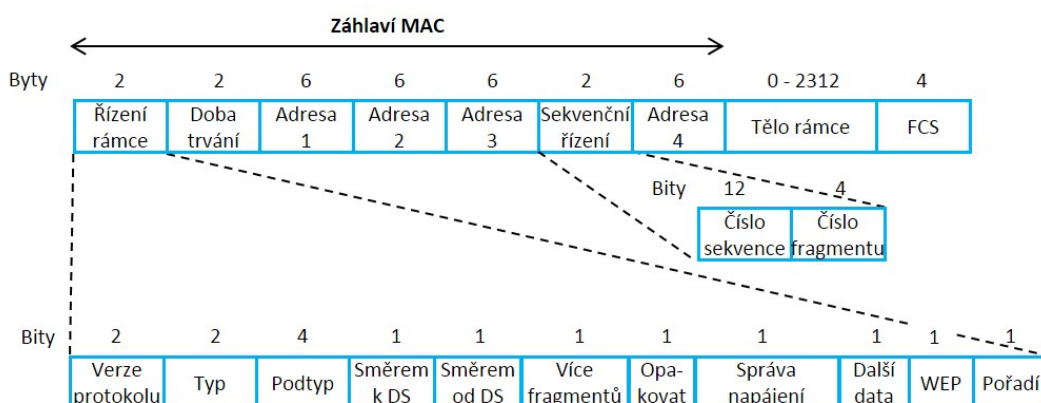 Záhlaví MAC
Byty 2 2 6 6 6 2 6 0 - 2312 4
Řízení rámce Doba trvání Adresa 1 Adresa 2 Adresa 3 Sekvenční řízení Adresa 4 Tělo rámce FCS
Bity 12 4
Číslo sekvence Číslo fragmentu
Bity 2 2 4 1 1 1 1 1 1 1 1
Verze protokolu Typ Podtyp Směrem k DS Směrem od DS Více fragmentů Opa- kovat Správa napájení Další data WEP Pořadí